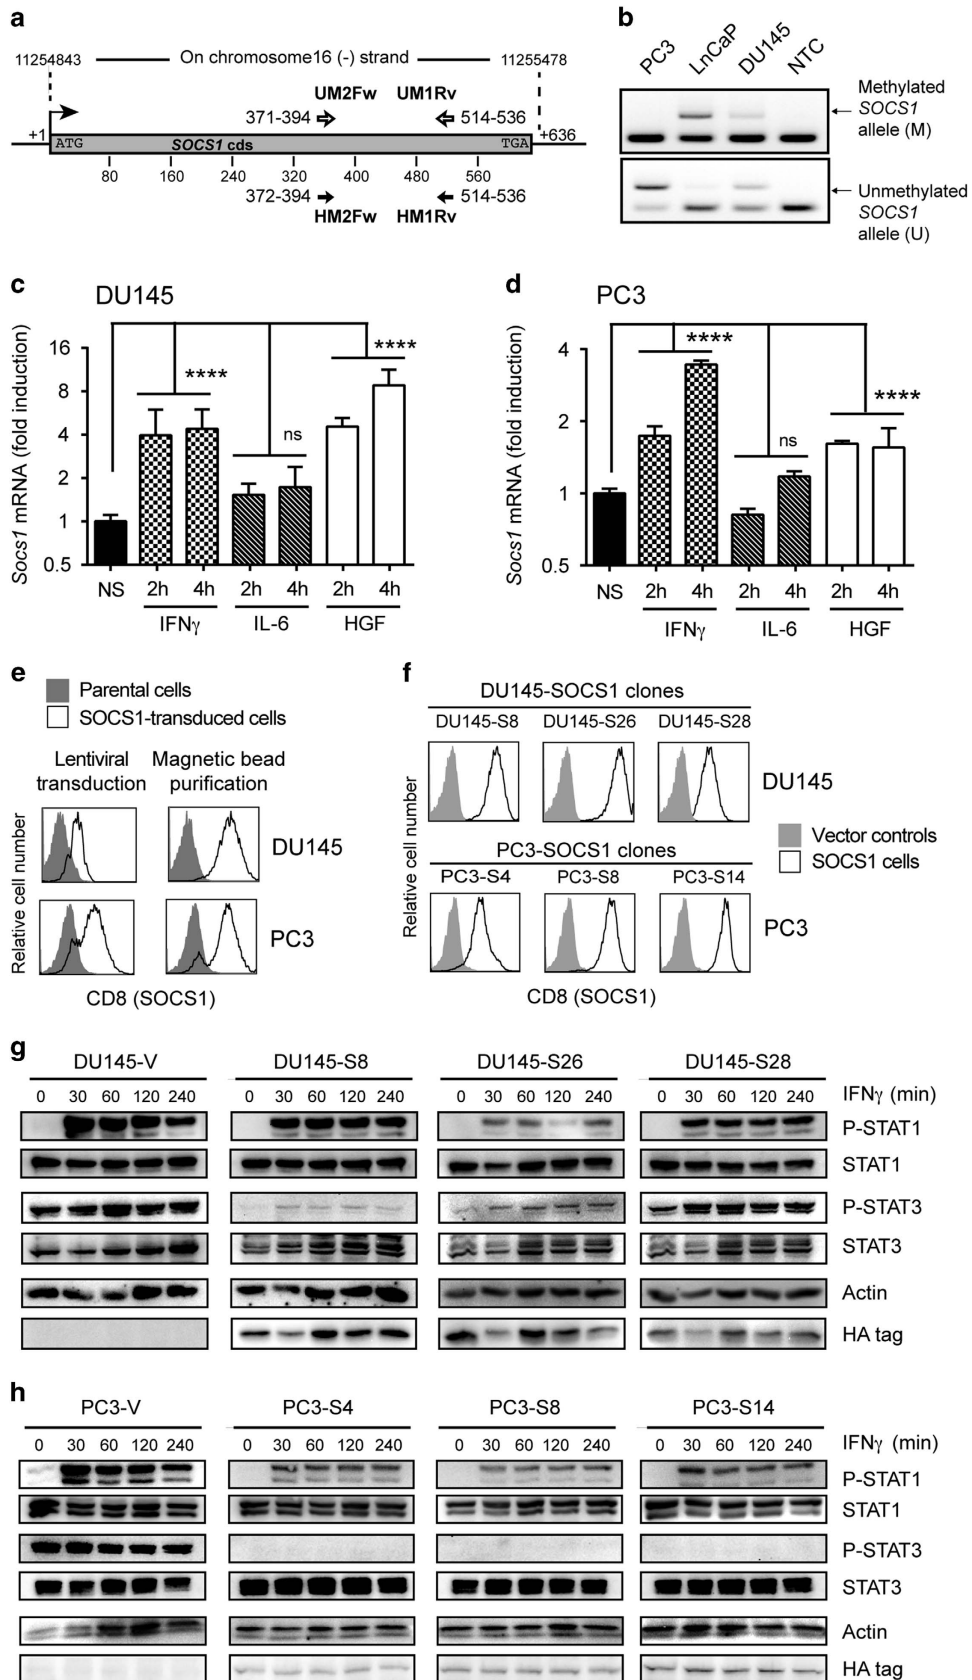 a
11254843
On chromosome16 (-) strand
11255478
UM2Fw
UM1Rv
371-394
514-536
+1
ATG
SOCS1 cds
TGA
+636
80
160
240
320
400
480
560
372-394
514-536
HM2Fw
HM1Rv
b
PC3
LnCaP
DU145
NTC
Methylated
SOCS1
allele (M)
Unmethylated
SOCS1
allele (U)
c
DU145
Socs1 mRNA (fold induction)
16
8
4
2
1
0.5
****
ns
****
NS
2h
4h
2h
4h
2h
4h
IFNγ
IL-6
HGF
d
PC3
Socs1 mRNA (fold induction)
4
2
1
0.5
****
ns
****
NS
2h
4h
2h
4h
2h
4h
IFNγ
IL-6
HGF
e
Parental cells
SOCS1-transduced cells
Lentiviral
transduction
Magnetic bead
purification
Relative cell number
DU145
PC3
CD8 (SOCS1)
f
DU145-SOCS1 clones
DU145-S8
DU145-S26
DU145-S28
DU145
Relative cell number
Vector controls
SOCS1 cells
PC3-SOCS1 clones
PC3-S4
PC3-S8
PC3-S14
PC3
CD8 (SOCS1)
g
DU145-V
DU145-S8
DU145-S26
DU145-S28
0 30 60 120 240
0 30 60 120 240
0 30 60 120 240
0 30 60 120 240
IFNγ (min)
P-STAT1
STAT1
P-STAT3
STAT3
Actin
HA tag
h
PC3-V
PC3-S4
PC3-S8
PC3-S14
0 30 60 120 240
0 30 60 120 240
0 30 60 120 240
0 30 60 120 240
IFNγ (min)
P-STAT1
STAT1
P-STAT3
STAT3
Actin
HA tag